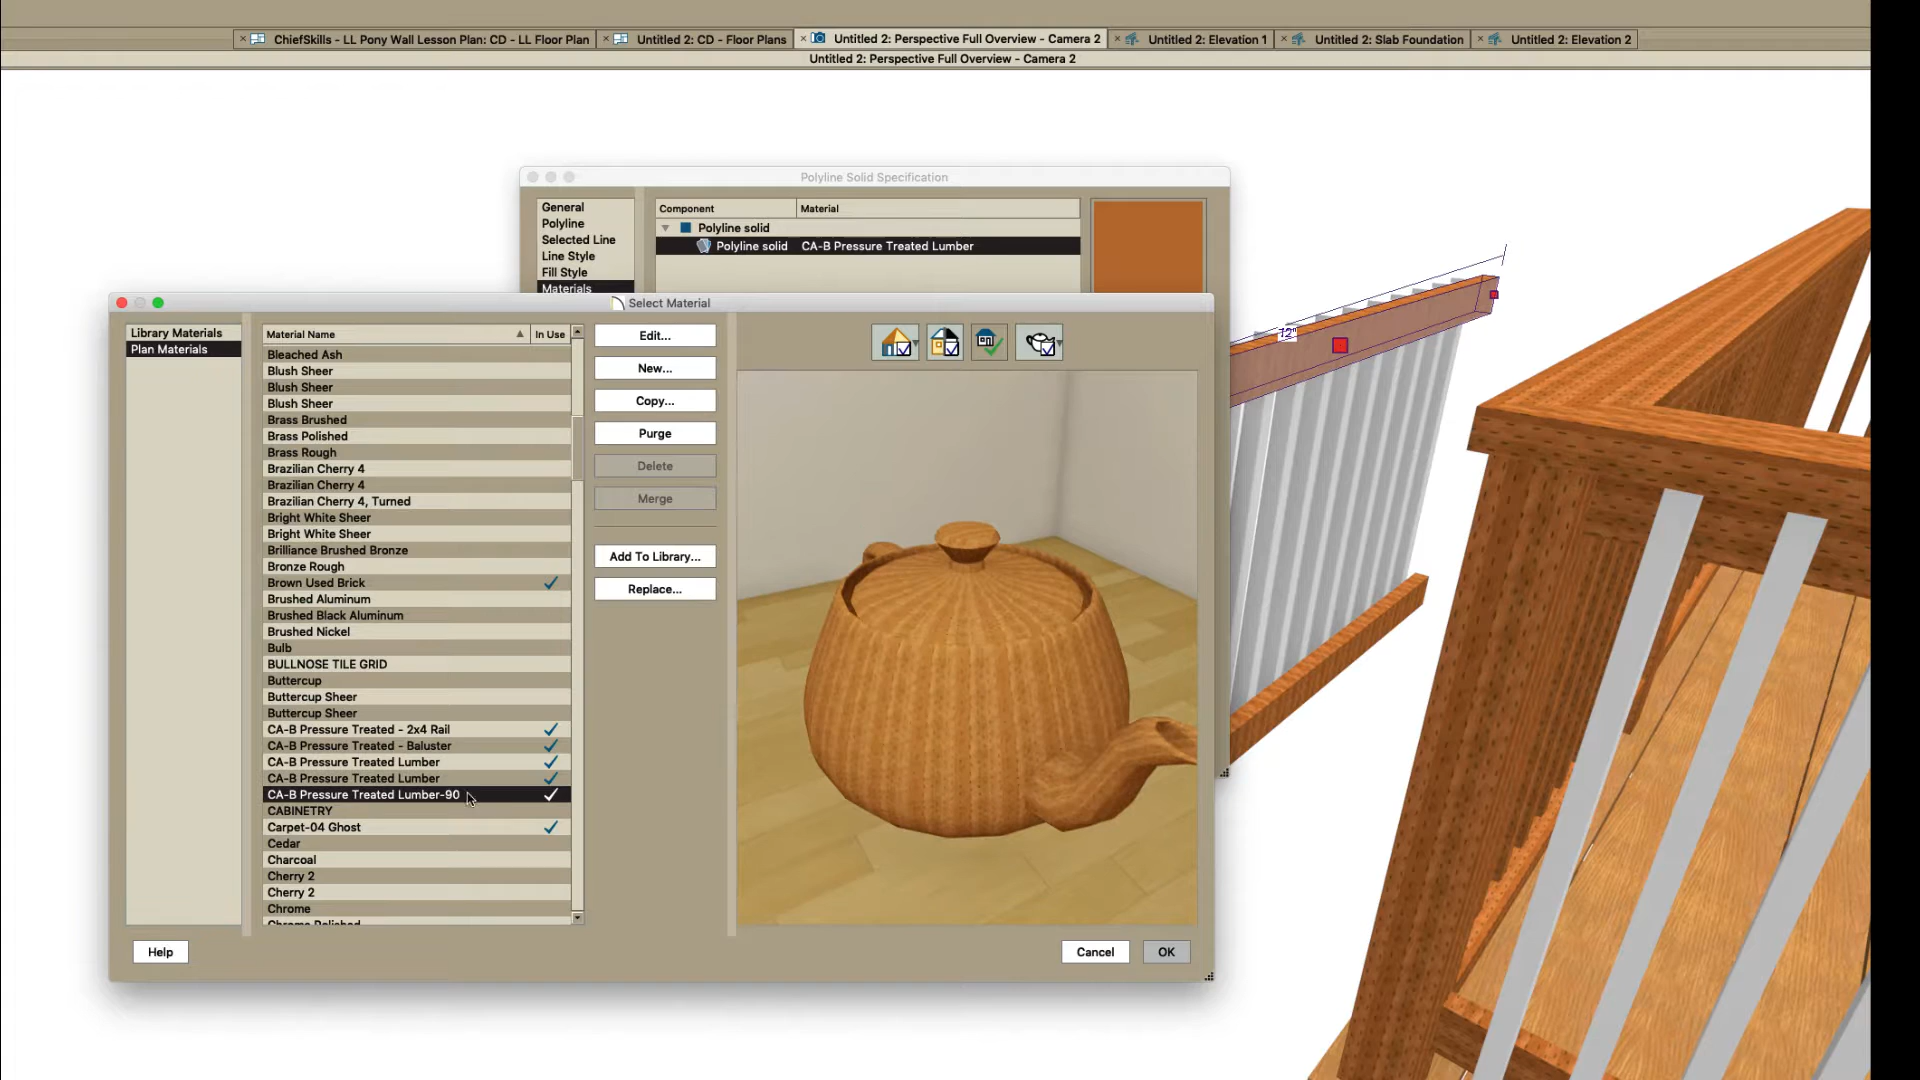 ChiefSkills - LL Pony Wall Lesson Plan: CD - LL Floor Plan
Untitled 2: CD - Floor Plans
Untitled 2: Perspective Full Overview - Camera 2
Untitled 2: Elevation 1
Untitled 2: Slab Foundation
Untitled 2: Elevation 2
Untitled 2: Perspective Full Overview - Camera 2
Polyline Solid Specification
General
Polyline
Selected Line
Line Style
Fill Style
Materials
Component Material
Polyline solid
Polyline solid CA-B Pressure Treated Lumber
12"
Select Material
Library Materials
Plan Materials
Material Name In Use
Bleached Ash
Blush Sheer
Blush Sheer
Blush Sheer
Brass Brushed
Brass Polished
Brass Rough
Brazilian Cherry 4
Brazilian Cherry 4
Brazilian Cherry 4, Turned
Bright White Sheer
Bright White Sheer
Brilliance Brushed Bronze
Bronze Rough
Brown Used Brick
Brushed Aluminum
Brushed Black Aluminum
Brushed Nickel
Bulb
BULLNOSE TILE GRID
Buttercup
Buttercup Sheer
Buttercup Sheer
CA-B Pressure Treated - 2x4 Rail
CA-B Pressure Treated - Baluster
CA-B Pressure Treated Lumber
CA-B Pressure Treated Lumber
CA-B Pressure Treated Lumber-90
CABINETRY
Carpet-04 Ghost
Cedar
Charcoal
Cherry 2
Cherry 2
Chrome
Chrome Polished
Edit...
New...
Copy...
Purge
Delete
Merge
Add To Library...
Replace...
Help
Cancel
OK